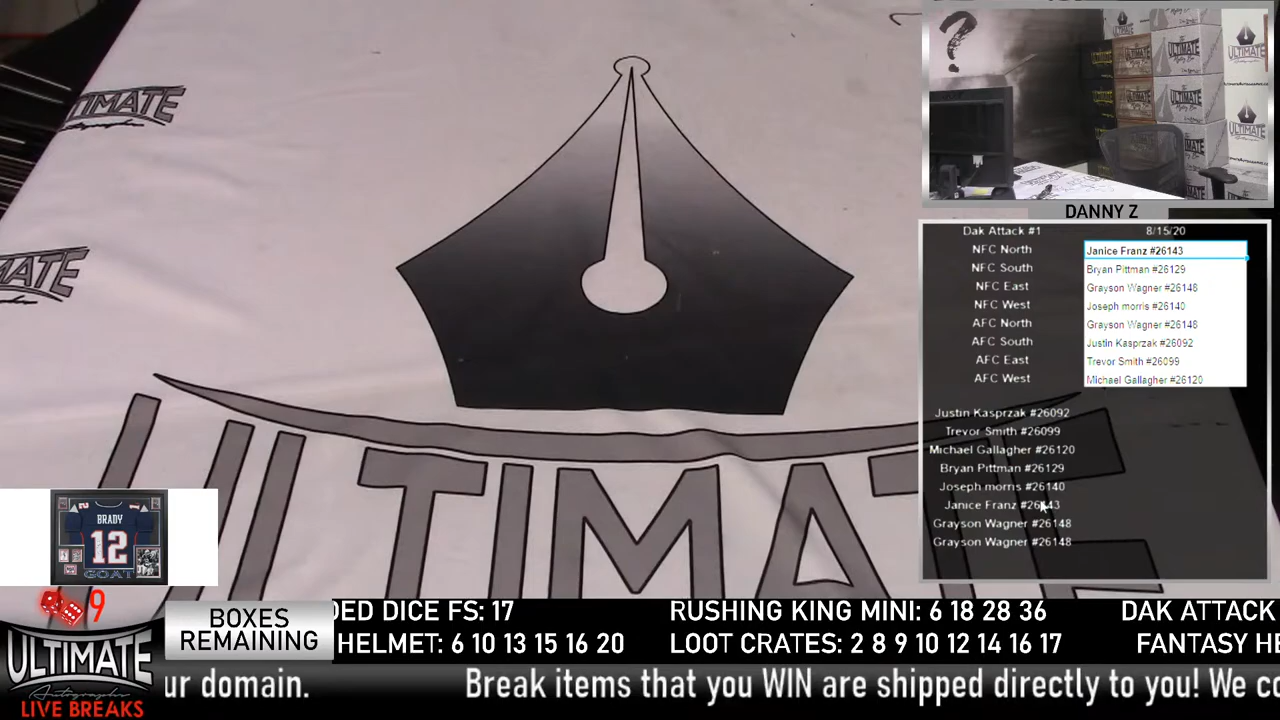 ULTIMATE
ULTIMATE
ULTIMATE
ULTIMATE
ULTIMATE
DANNY Z
Dak Attack #1 8/15/20
NFC North Janice Franz #26143
NFC South Bryan Pittman #26129
NFC East Grayson Wagner #26148
NFC West Joseph morris #26140
AFC North Grayson Wagner #26148
AFC South Justin Kasprzak #26092
AFC East Trevor Smith #26099
AFC West Michael Gallagher #26120
Justin Kasprzak #26092
Trevor Smith #26099
Michael Gallagher #26120
Bryan Pittman #26129
Joseph morris #26140
Janice Franz #26143
Grayson Wagner #26148
Grayson Wagner #26148
TIMATE
MATE
ULTIMATE
BRADY
12
GOAT
9
ULTIMATE
Autographs
LIVE BREAKS
BOXES
REMAINING
DED DICE FS: 17 RUSHING KING MINI: 6 18 28 36 DAK ATTACK
HELMET: 6 10 13 15 16 20 LOOT CRATES: 2 8 9 10 12 14 16 17 FANTASY HE
ur domain. Break items that you WIN are shipped directly to you! We co